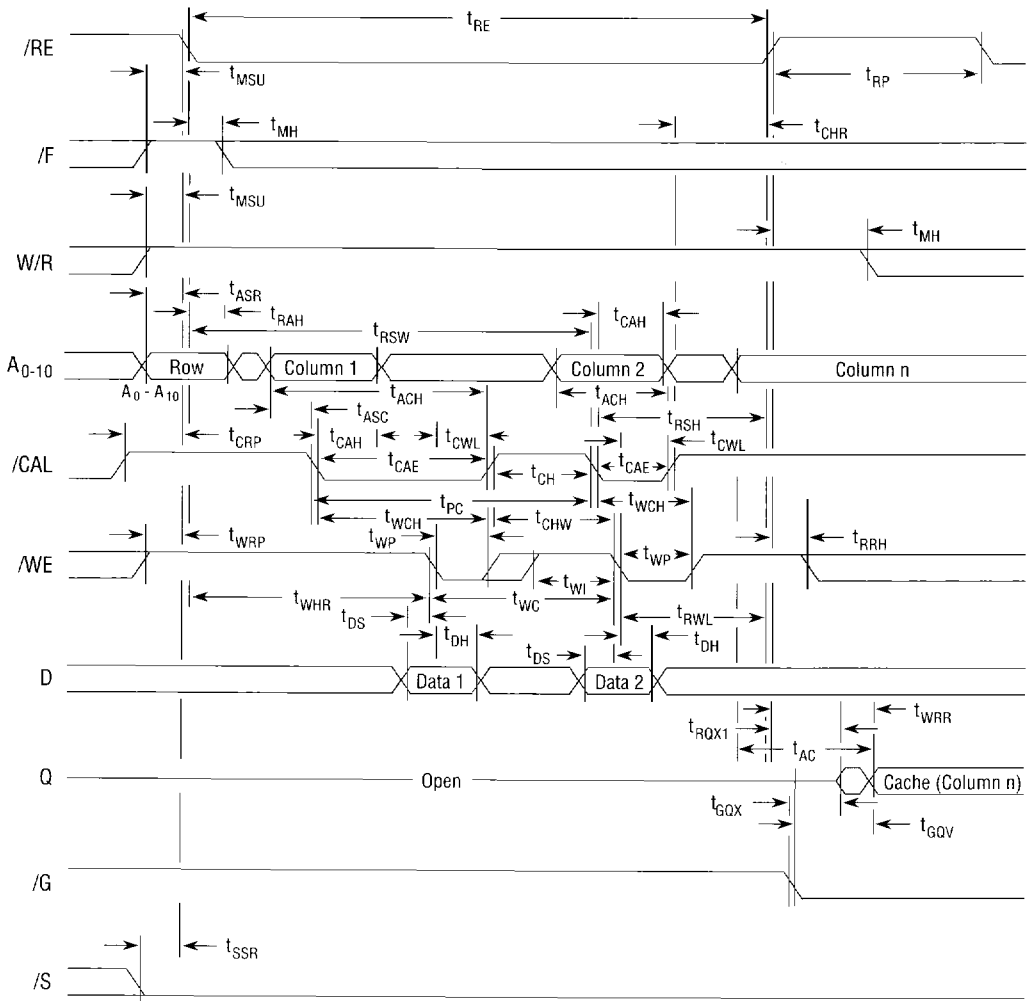 t_RE
/RE
t_MSU
t_RP
t_MH
t_CHR
/F
t_MSU
t_MH
W/R
t_ASR
t_RAH
t_CAH
t_RSW
A_0-10
Row
Column 1
Column 2
Column n
A_0 - A_10
t_ACH
t_ACH
t_ASC
t_RSH
t_CRP
t_CAH
t_CWL
t_CWL
/CAL
t_CAE
t_CH
t_CAE
t_PC
t_WCH
t_WCH
t_CHW
t_WRP
t_WP
t_RRH
/WE
t_WP
t_WI
t_WHR
t_WC
t_DS
t_RWL
t_DH
t_DH
t_DS
D
Data 1
Data 2
t_WRR
t_RQX1
t_AC
Q
Open
Cache (Column n)
t_GQX
t_GQV
/G
t_SSR
/S